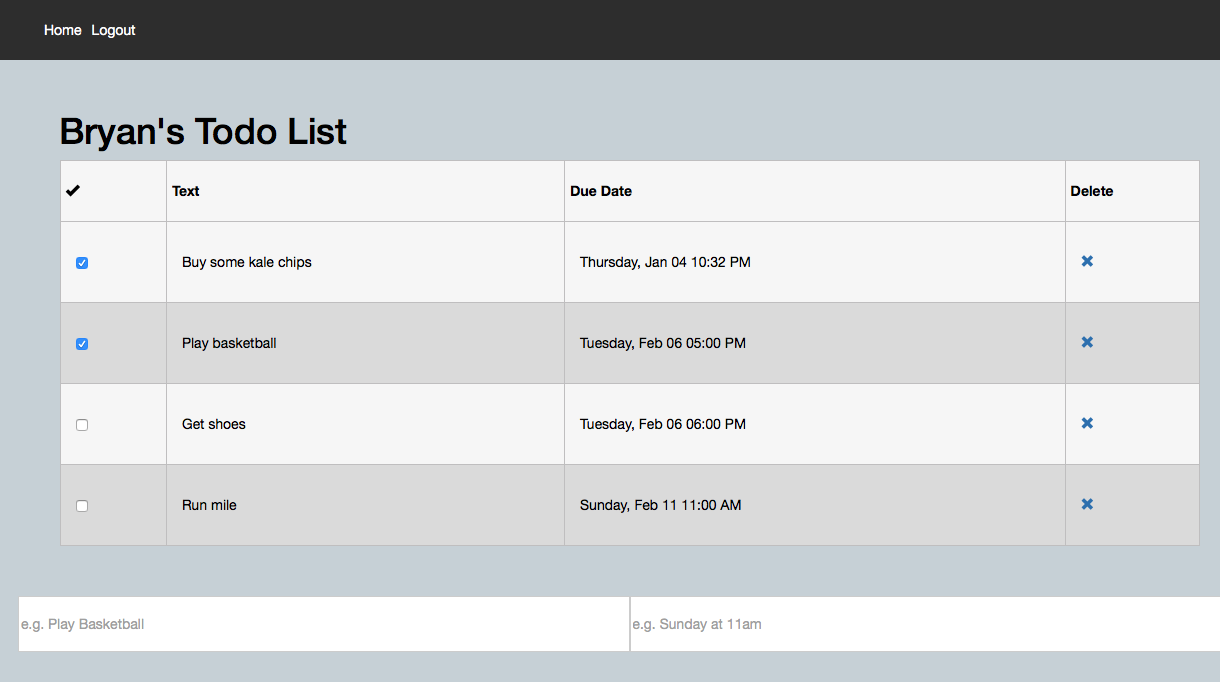 Home Logout
Bryan's Todo List
✔ Text Due Date Delete
Buy some kale chips Thursday, Jan 04 10:32 PM
Play basketball Tuesday, Feb 06 05:00 PM
Get shoes Tuesday, Feb 06 06:00 PM
Run mile Sunday, Feb 11 11:00 AM
e.g. Play Basketball e.g. Sunday at 11am